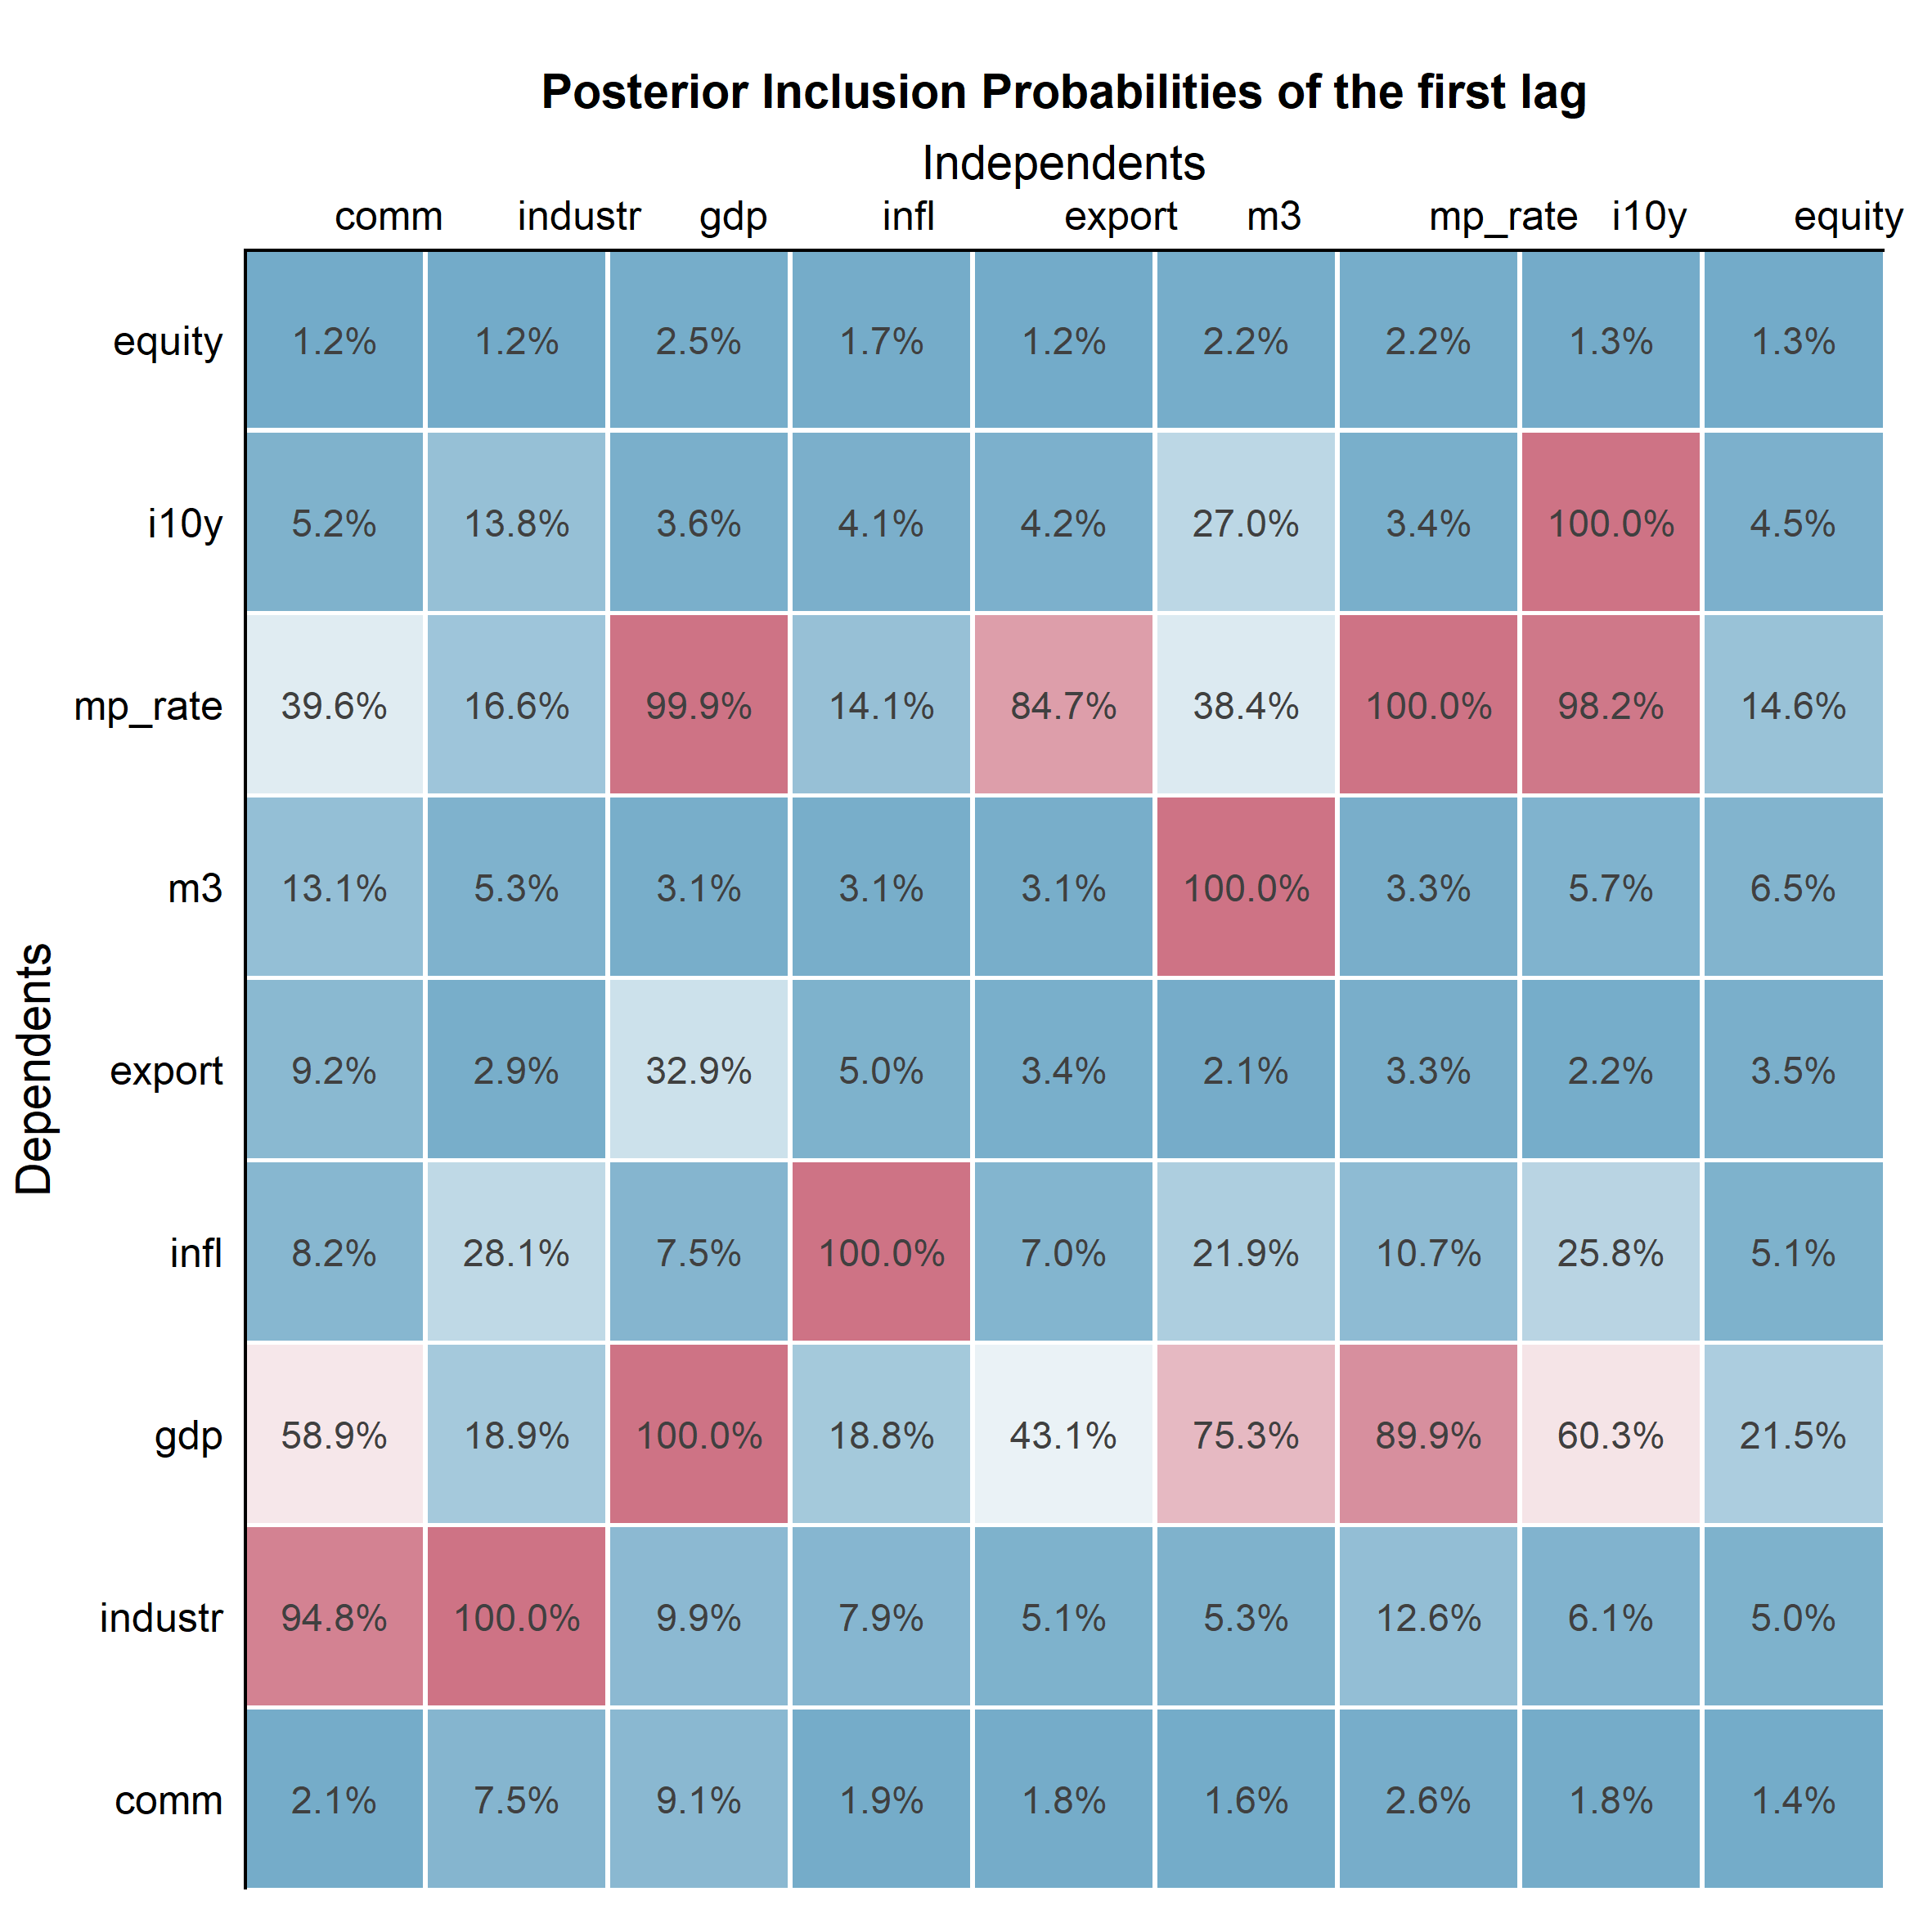 Posterior Inclusion Probabilities of the first lag
Independents
comm industr gdp infl export m3 mp_rate i10y equity
equity 1.2% 1.2% 2.5% 1.7% 1.2% 2.2% 2.2% 1.3% 1.3%
i10y 5.2% 13.8% 3.6% 4.1% 4.2% 27.0% 3.4% 100.0% 4.5%
mp_rate 39.6% 16.6% 99.9% 14.1% 84.7% 38.4% 100.0% 98.2% 14.6%
m3 13.1% 5.3% 3.1% 3.1% 3.1% 100.0% 3.3% 5.7% 6.5%
Dependents
export 9.2% 2.9% 32.9% 5.0% 3.4% 2.1% 3.3% 2.2% 3.5%
infl 8.2% 28.1% 7.5% 100.0% 7.0% 21.9% 10.7% 25.8% 5.1%
gdp 58.9% 18.9% 100.0% 18.8% 43.1% 75.3% 89.9% 60.3% 21.5%
industr 94.8% 100.0% 9.9% 7.9% 5.1% 5.3% 12.6% 6.1% 5.0%
comm 2.1% 7.5% 9.1% 1.9% 1.8% 1.6% 2.6% 1.8% 1.4%